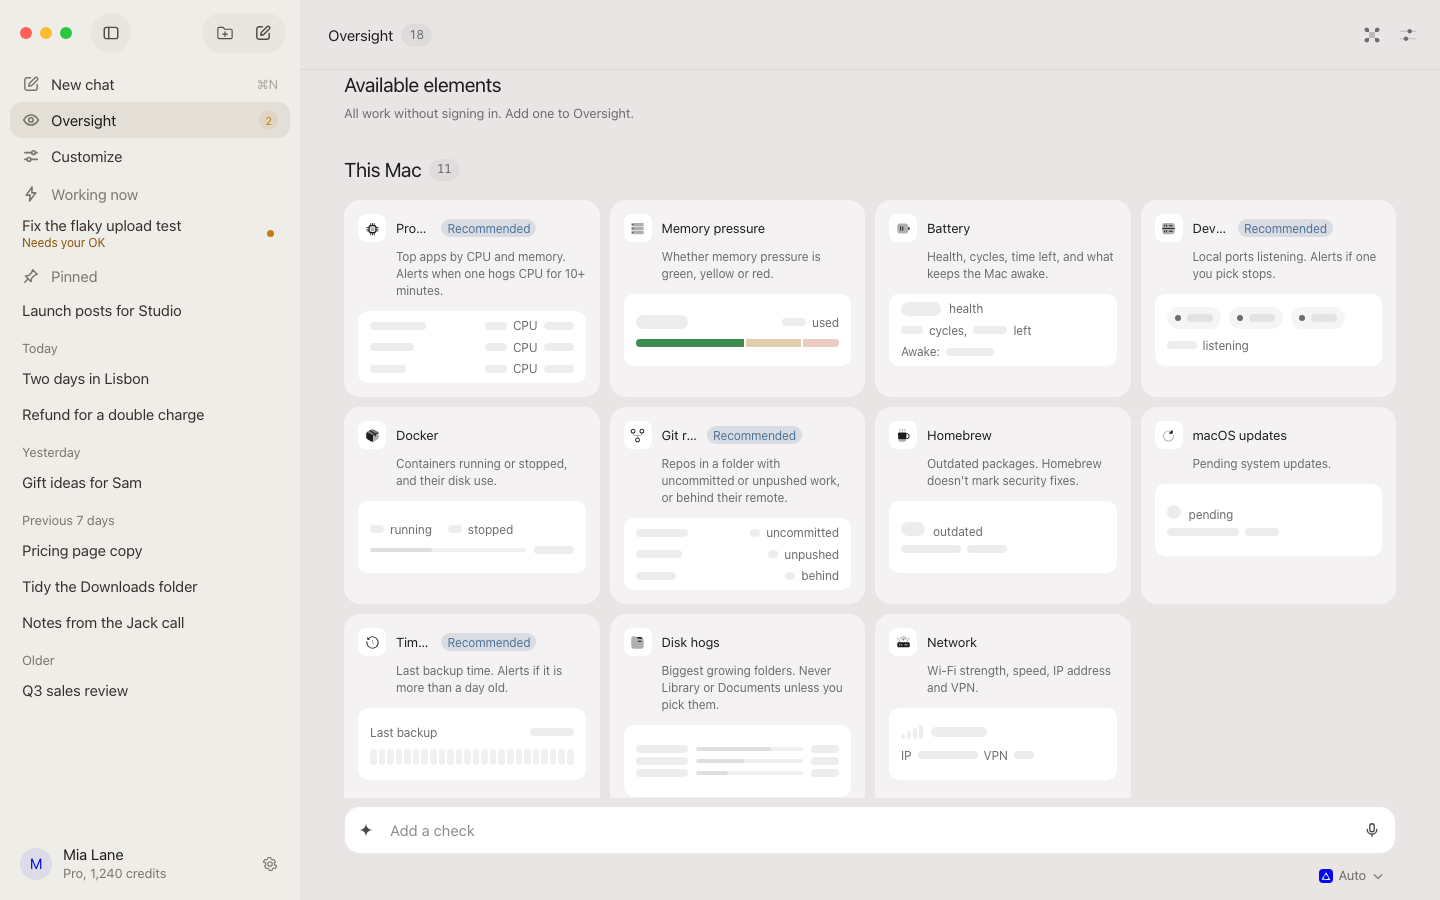 New chat
⌘N
Oversight
2
Customize
Working now
Fix the flaky upload test
Needs your OK
Pinned
Launch posts for Studio
Today
Two days in Lisbon
Refund for a double charge
Yesterday
Gift ideas for Sam
Previous 7 days
Pricing page copy
Tidy the Downloads folder
Notes from the Jack call
Older
Q3 sales review
M
Mia Lane
Pro, 1,240 credits
Oversight 18
Available elements
All work without signing in. Add one to Oversight.
This Mac 11
Pro... Recommended
Top apps by CPU and memory.
Alerts when one hogs CPU for 10+
minutes.
CPU
CPU
CPU
Memory pressure
Whether memory pressure is
green, yellow or red.
used
Battery
Health, cycles, time left, and what
keeps the Mac awake.
health
cycles, left
Awake:
Dev... Recommended
Local ports listening. Alerts if one
you pick stops.
listening
Docker
Containers running or stopped,
and their disk use.
running stopped
Git r... Recommended
Repos in a folder with
uncommitted or unpushed work,
or behind their remote.
uncommitted
unpushed
behind
Homebrew
Outdated packages. Homebrew
doesn't mark security fixes.
outdated
macOS updates
Pending system updates.
pending
Tim... Recommended
Last backup time. Alerts if it is
more than a day old.
Last backup
Disk hogs
Biggest growing folders. Never
Library or Documents unless you
pick them.
Network
Wi-Fi strength, speed, IP address
and VPN.
IP VPN
Add a check
Auto